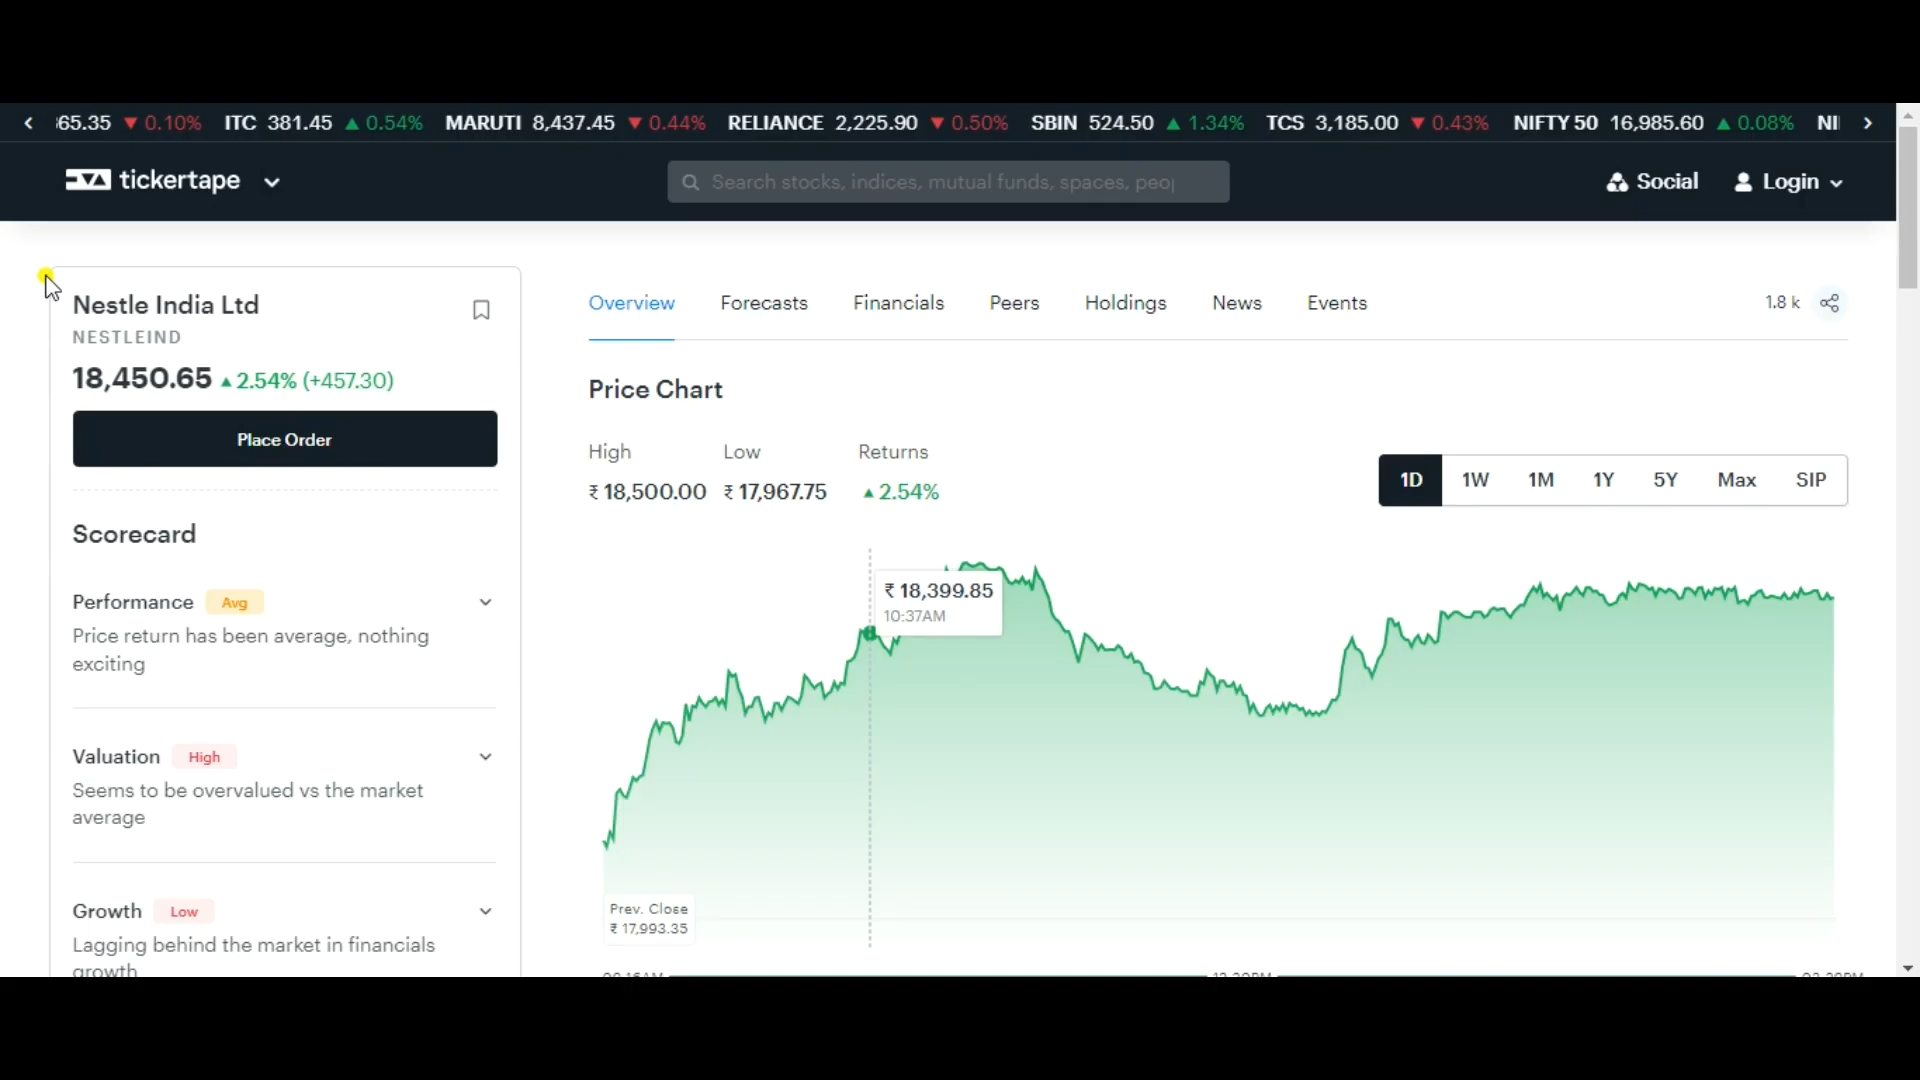 65.35 ▼ 0.10% ITC 381.45 ▲ 0.54% MARUTI 8,437.45 ▼ 0.44% RELIANCE 2,225.90 ▼ 0.50% SBIN 524.50 ▲ 1.34% TCS 3,185.00 ▼ 0.43% NIFTY 50 16,985.60 ▲ 0.08% NI
tickertape
Search stocks, indices, mutual funds, spaces, peo
Social
Login
Nestle India Ltd
NESTLEIND
18,450.65 ▲ 2.54% (+457.30)
Place Order
Scorecard
Performance Avg
Price return has been average, nothing
exciting
Valuation High
Seems to be overvalued vs the market
average
Growth Low
Lagging behind the market in financials
growth
Overview Forecasts Financials Peers Holdings News Events
1.8 k
Price Chart
High Low Returns
₹ 18,500.00 ₹ 17,967.75 ▲ 2.54%
1D 1W 1M 1Y 5Y Max SIP
₹ 18,399.85
10:37AM
Prev. Close
₹ 17,993.35